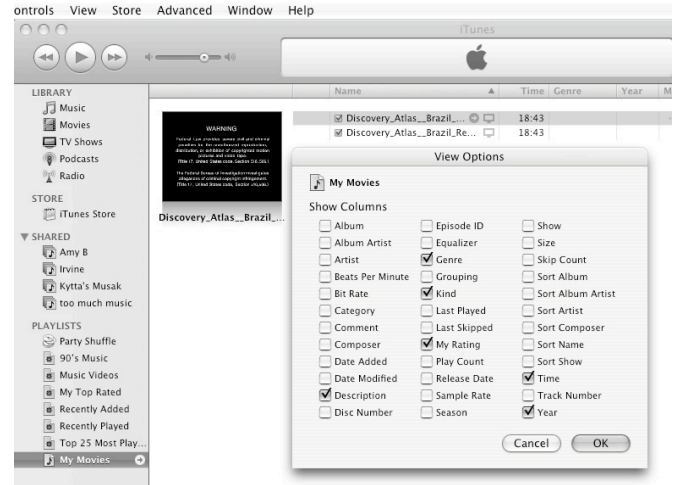 ontrols View Store Advanced Window Help
iTunes
LIBRARY
Music
Movies
TV Shows
Podcasts
Radio
STORE
iTunes Store
SHARED
Amy B
Irvine
Kytta's Musak
too much music
PLAYLISTS
Party Shuffle
90's Music
Music Videos
My Top Rated
Recently Added
Recently Played
Top 25 Most Play...
My Movies
WARNING
Discovery_Atlas__Brazil_...
Name Time Genre Year M
Discovery_Atlas__Brazil_... 18:43
Discovery_Atlas__Brazil_Re... 18:43
View Options
My Movies
Show Columns
Album Episode ID Show
Album Artist Equalizer Size
Artist Genre Skip Count
Beats Per Minute Grouping Sort Album
Bit Rate Kind Sort Album Artist
Category Last Played Sort Artist
Comment Last Skipped Sort Composer
Composer My Rating Sort Name
Date Added Play Count Sort Show
Date Modified Release Date Time
Description Sample Rate Track Number
Disc Number Season Year
Cancel OK